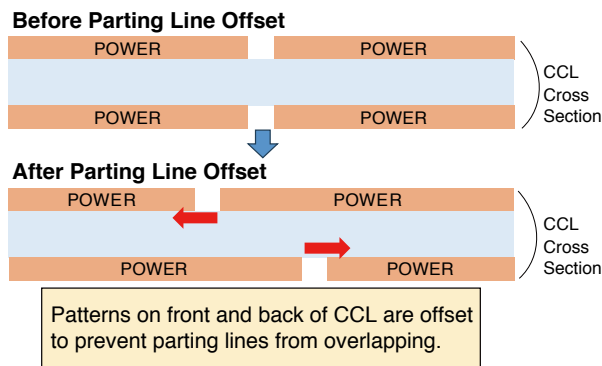 Before Parting Line Offset
POWER POWER
CCL
Cross
Section
POWER POWER
After Parting Line Offset
POWER POWER
CCL
Cross
Section
POWER POWER
Patterns on front and back of CCL are offset
to prevent parting lines from overlapping.